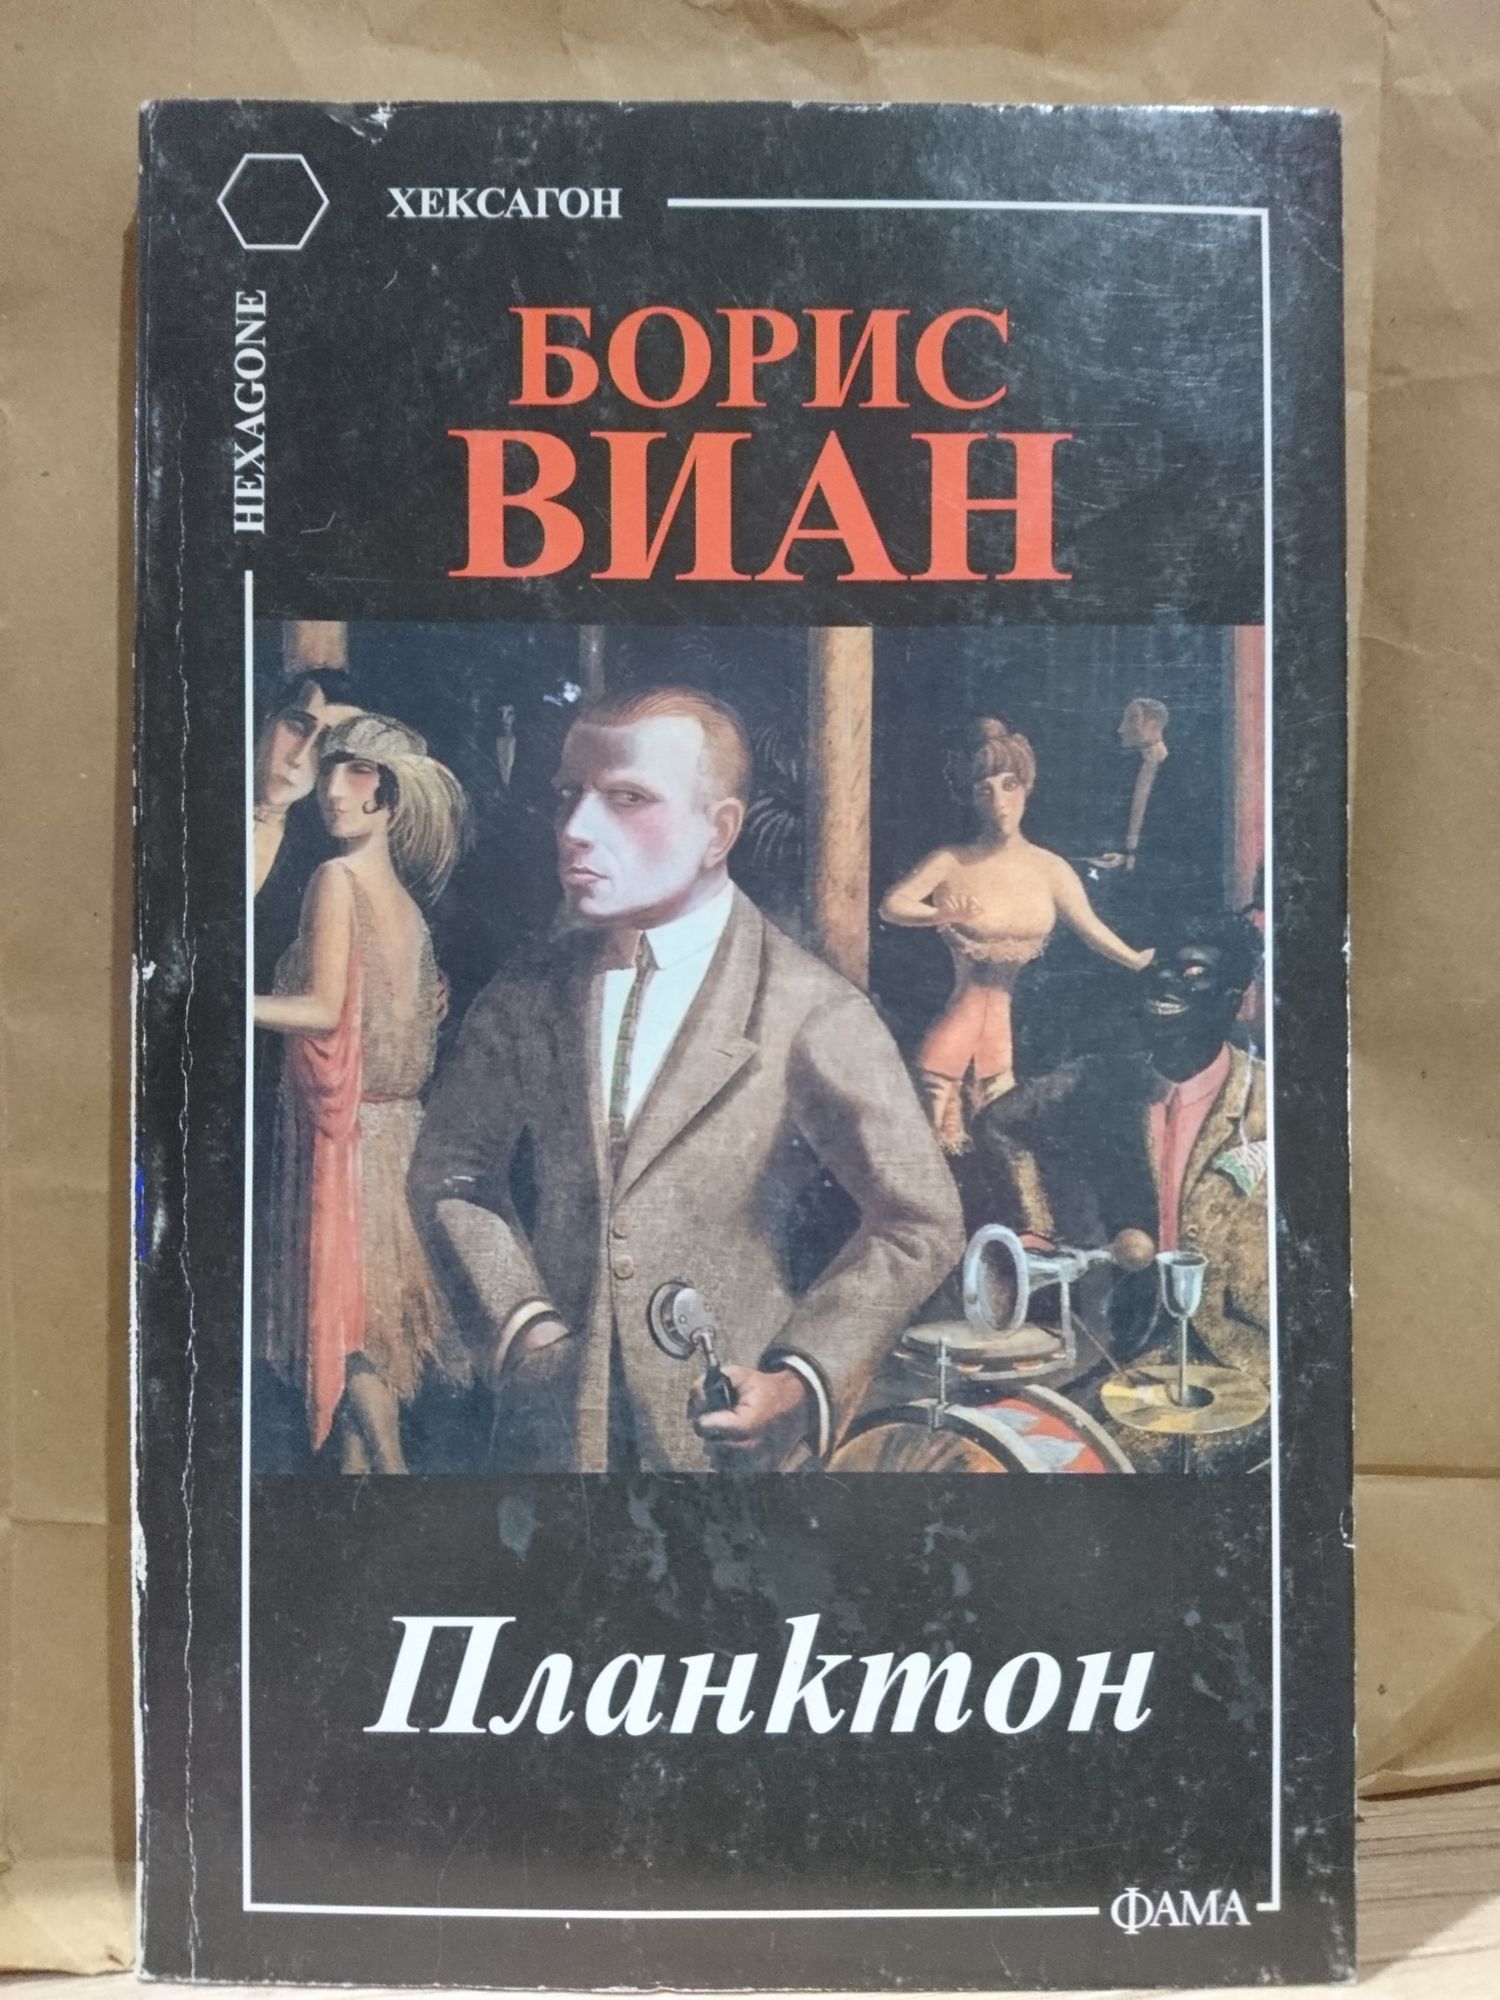 ХЕКСАГОН
HEXAGONE
БОРИС
ВИАН
Планктон
ФАМА